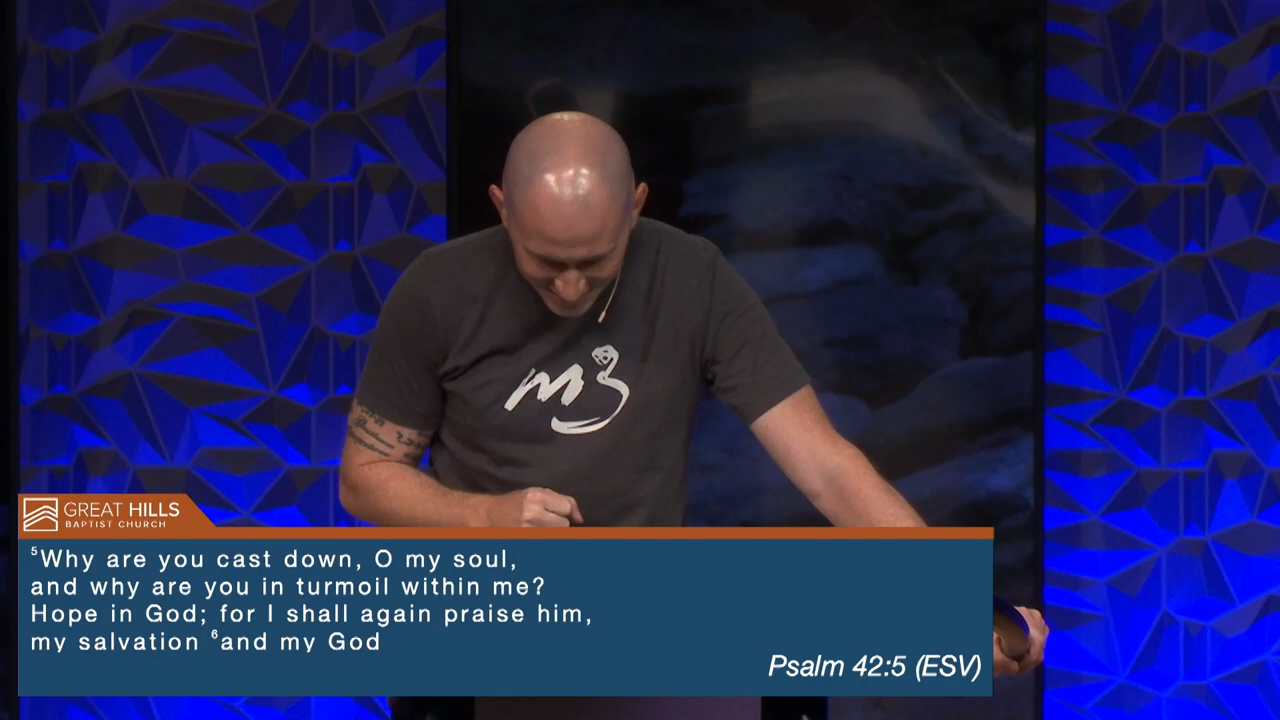 m3
GREAT HILLS
BAPTIST CHURCH
⁵Why are you cast down, O my soul,
and why are you in turmoil within me?
Hope in God; for I shall again praise him,
my salvation ⁶and my God
Psalm 42:5 (ESV)